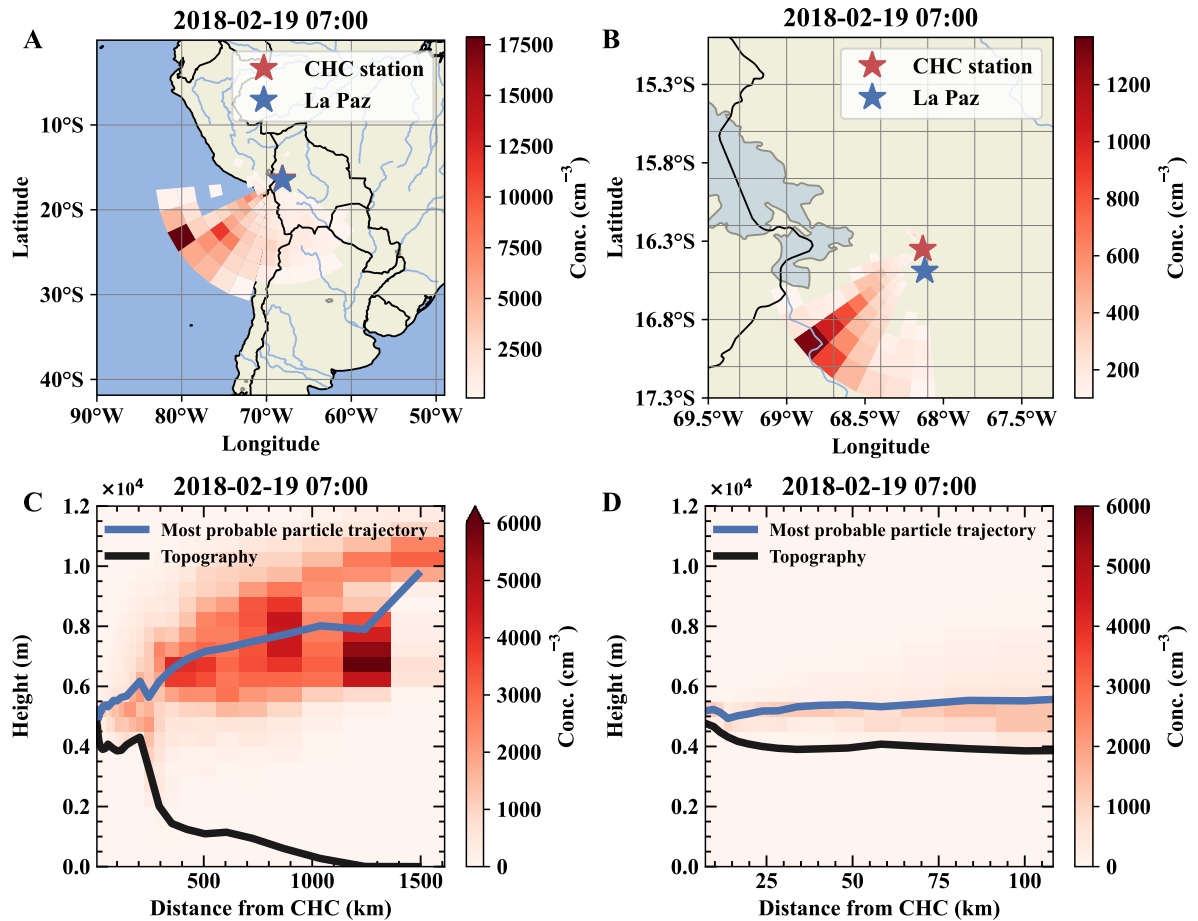 A
2018-02-19 07:00
CHC station
La Paz
10°S
20°S
30°S
40°S
90°W
80°W
70°W
60°W
50°W
Latitude
Longitude
17500
15000
12500
10000
7500
5000
2500
Conc. (cm⁻³)
B
2018-02-19 07:00
CHC station
La Paz
15.3°S
15.8°S
16.3°S
16.8°S
17.3°S
69.5°W
69°W
68.5°W
68°W
67.5°W
Latitude
Longitude
1200
1000
800
600
400
200
Conc. (cm⁻³)
C
×10⁴
2018-02-19 07:00
Most probable particle trajectory
Topography
1.2
1.0
0.8
0.6
0.4
0.2
0.0
500
1000
1500
Height (m)
Distance from CHC (km)
6000
5000
4000
3000
2000
1000
0
Conc. (cm⁻³)
D
×10⁴
2018-02-19 07:00
Most probable particle trajectory
Topography
1.2
1.0
0.8
0.6
0.4
0.2
0.0
25
50
75
100
Height (m)
Distance from CHC (km)
6000
5000
4000
3000
2000
1000
0
Conc. (cm⁻³)